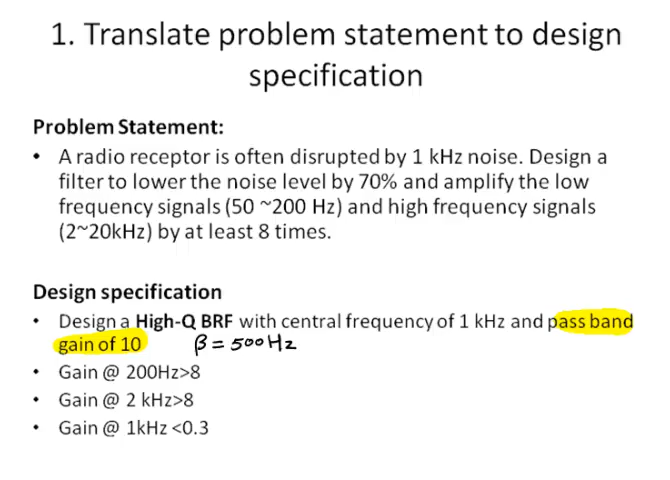 1. Translate problem statement to design
specification
Problem Statement:
• A radio receptor is often disrupted by 1 kHz noise. Design a
filter to lower the noise level by 70% and amplify the low
frequency signals (50 ~200 Hz) and high frequency signals
(2~20kHz) by at least 8 times.
Design specification
• Design a High-Q BRF with central frequency of 1 kHz and pass band
gain of 10 β = 500Hz
• Gain @ 200Hz>8
• Gain @ 2 kHz>8
• Gain @ 1kHz <0.3